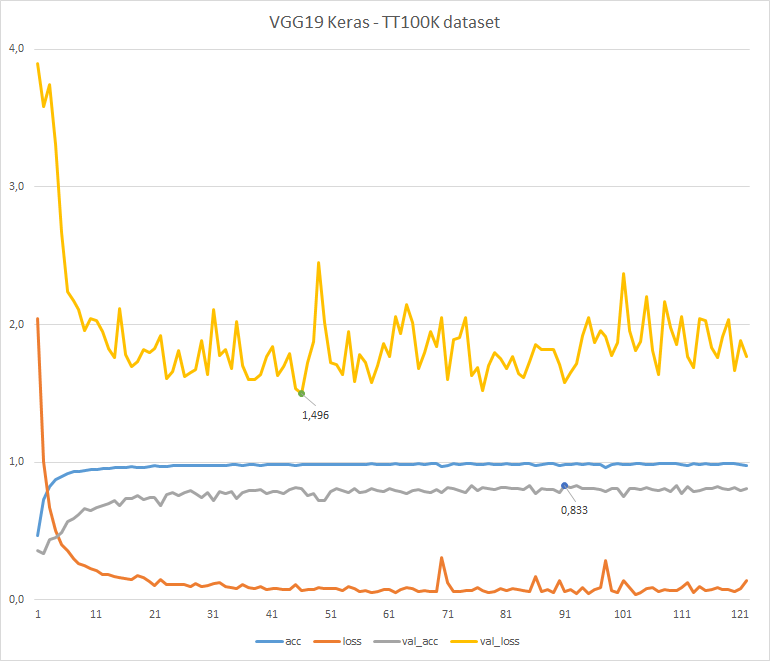 VGG19 Keras - TT100K dataset
4,0
3,0
2,0
1,496
1,0
0,833
0,0
1 11 21 31 41 51 61 71 81 91 101 111 121
acc loss val_acc val_loss